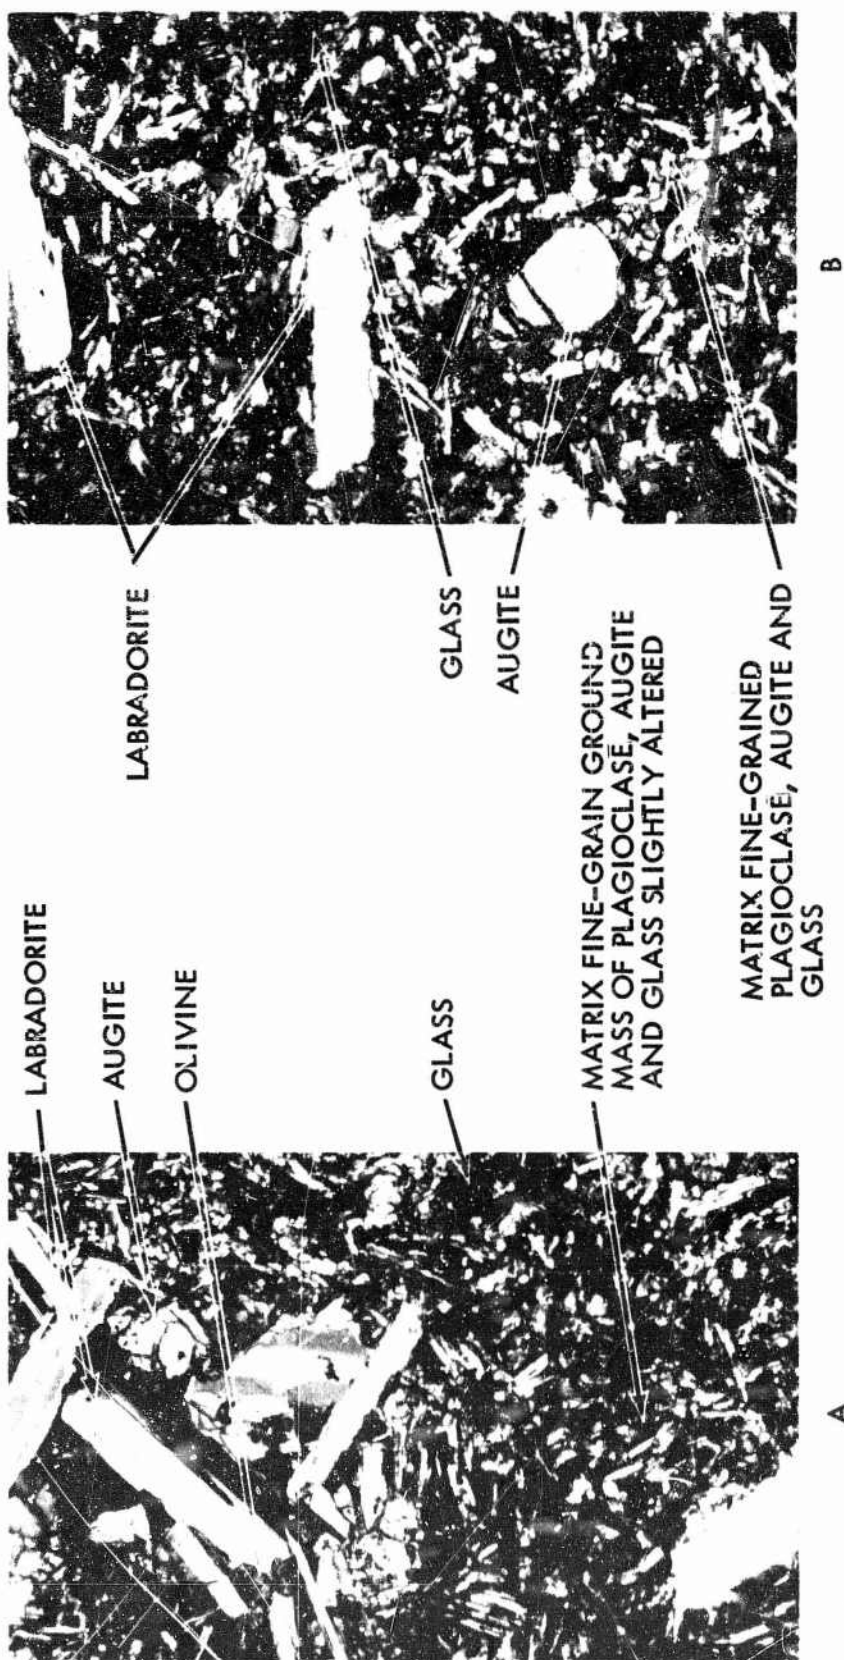 LABRADORITE
AUGITE
OLIVINE
GLASS
MATRIX FINE-GRAIN GROUND
MASS OF PLAGIOCLASE, AUGITE
AND GLASS SLIGHTLY ALTERED
A
LABRADORITE
GLASS
AUGITE
MATRIX FINE-GRAINED
PLAGIOCLASE, AUGITE AND
GLASS
B